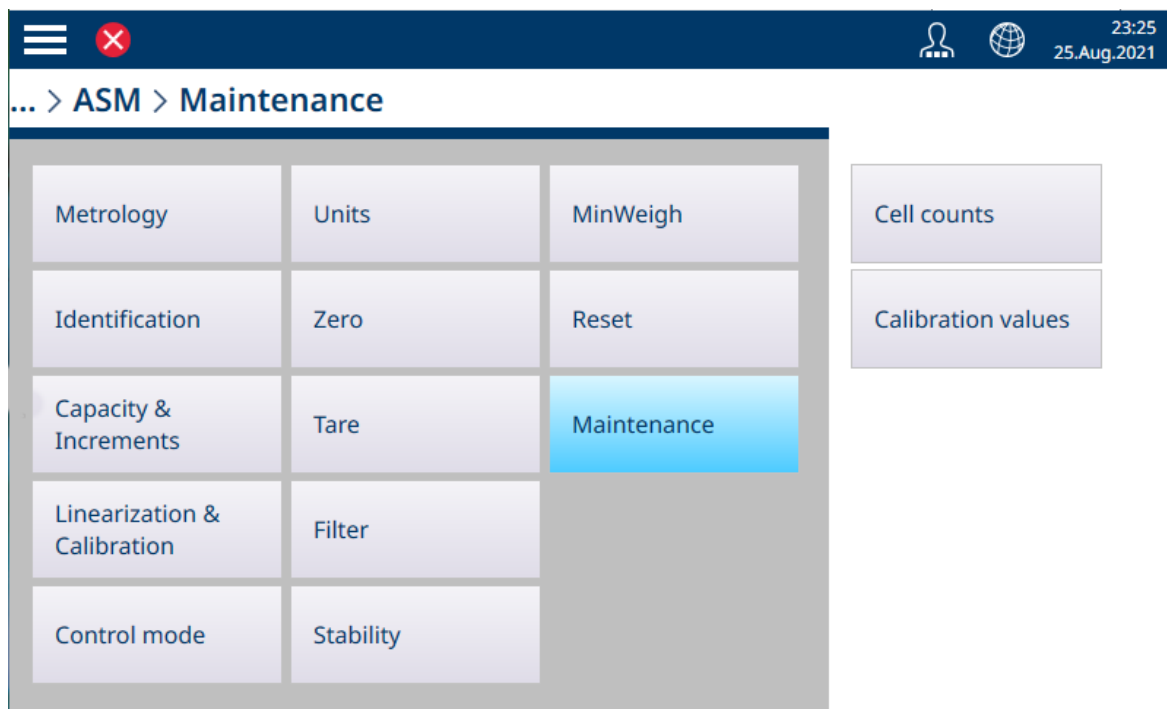 23:25
25.Aug.2021
... > ASM > Maintenance
Metrology
Units
MinWeigh
Cell counts
Identification
Zero
Reset
Calibration values
Capacity &
Increments
Tare
Maintenance
Linearization &
Calibration
Filter
Control mode
Stability